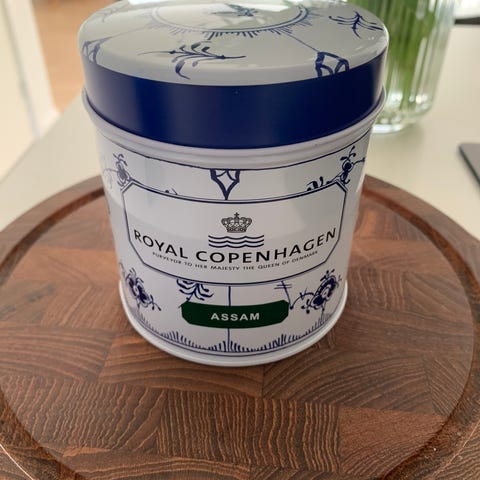 ROYAL COPENHAGEN
PURVEYOR TO HER MAJESTY THE QUEEN OF DENMARK
ASSAM